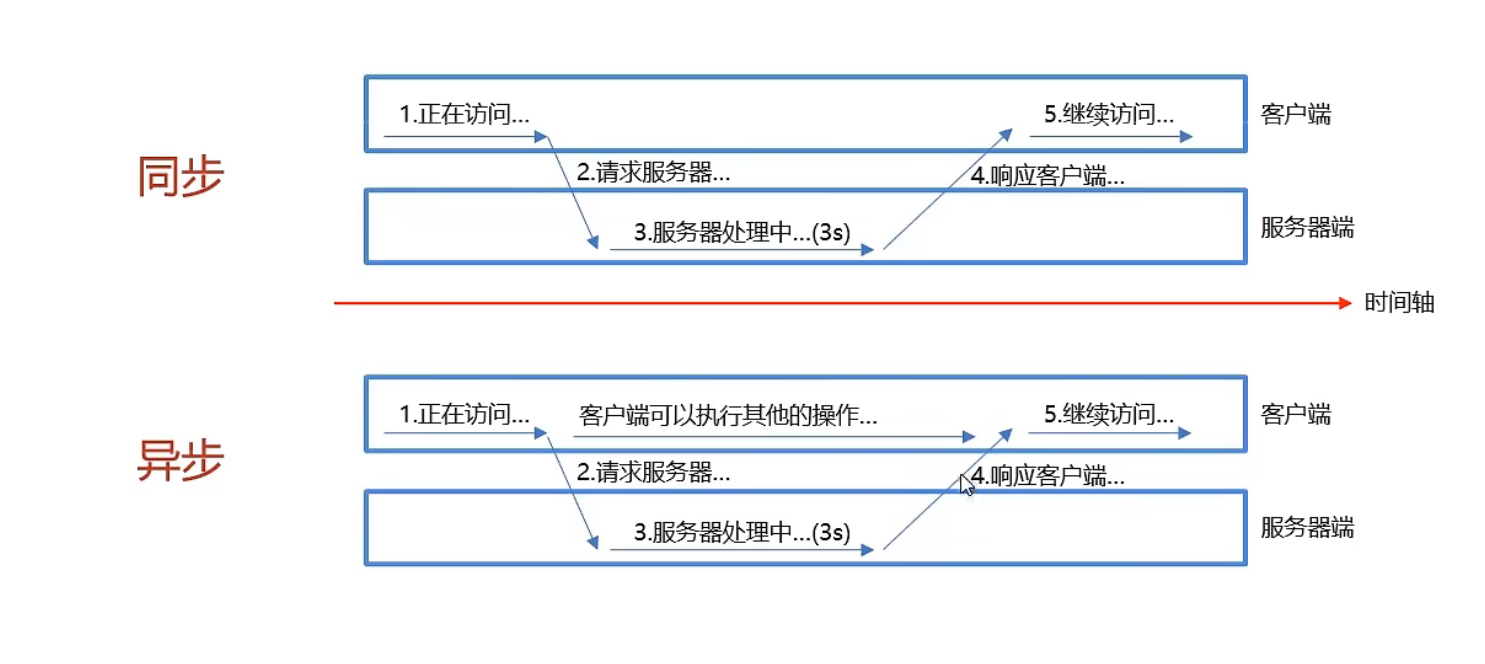 1.正在访问...
5.继续访问...
客户端
同步
2.请求服务器...
4.响应客户端...
3.服务器处理中...(3s)
服务器端
时间轴
1.正在访问...
客户端可以执行其他的操作...
5.继续访问...
客户端
异步
2.请求服务器...
4.响应客户端...
3.服务器处理中...(3s)
服务器端